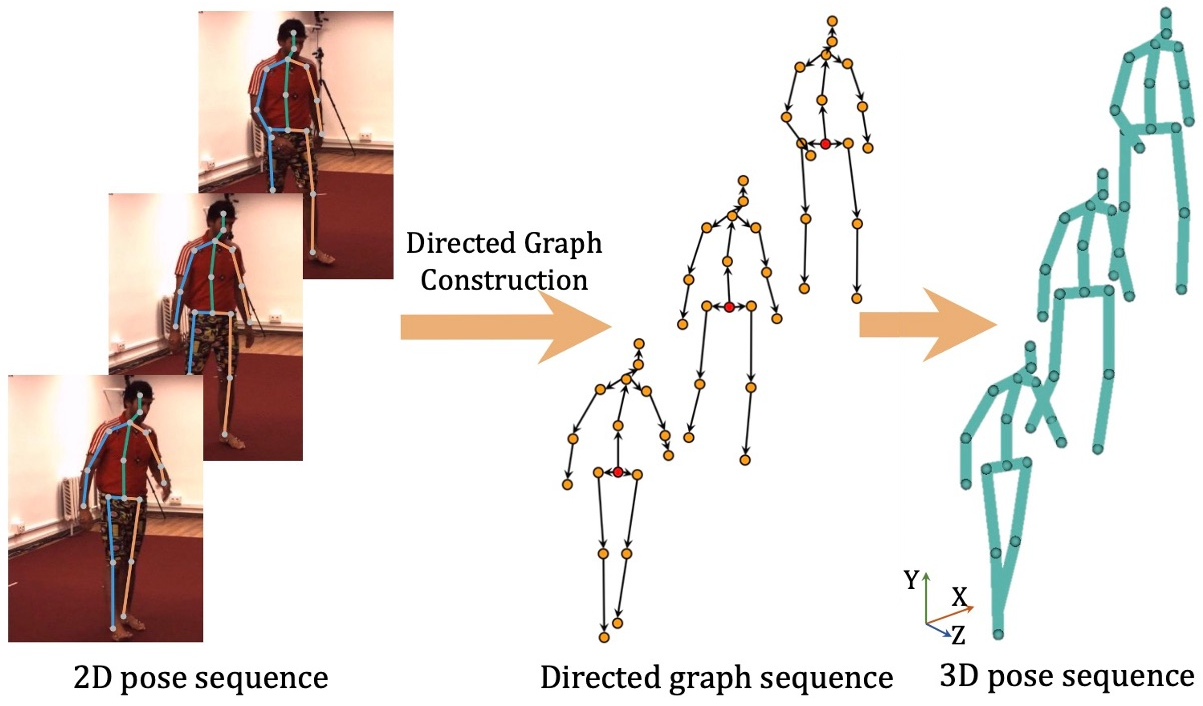 Directed Graph
Construction
Y
X
Z
2D pose sequence
Directed graph sequence
3D pose sequence